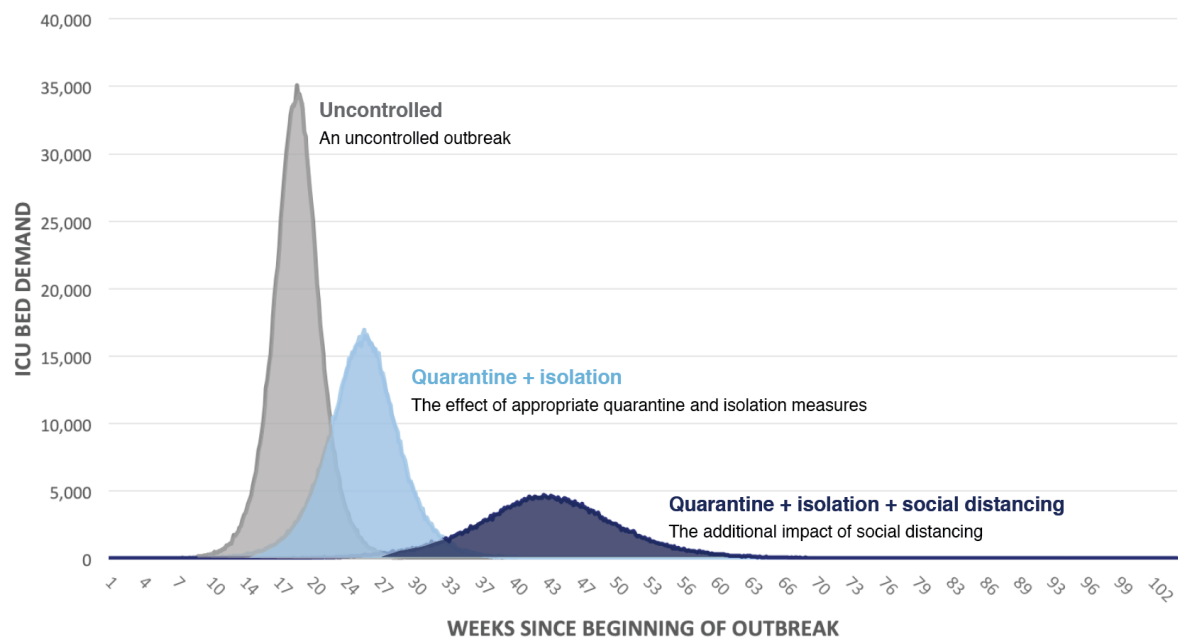 40,000
35,000
30,000
25,000
20,000
15,000
10,000
5,000
0
ICU BED DEMAND
Uncontrolled
An uncontrolled outbreak
Quarantine + isolation
The effect of appropriate quarantine and isolation measures
Quarantine + isolation + social distancing
The additional impact of social distancing
1 4 7 10 14 17 20 24 27 30 33 37 40 43 47 50 53 56 60 63 66 70 73 76 79 83 86 89 93 96 99 102
WEEKS SINCE BEGINNING OF OUTBREAK